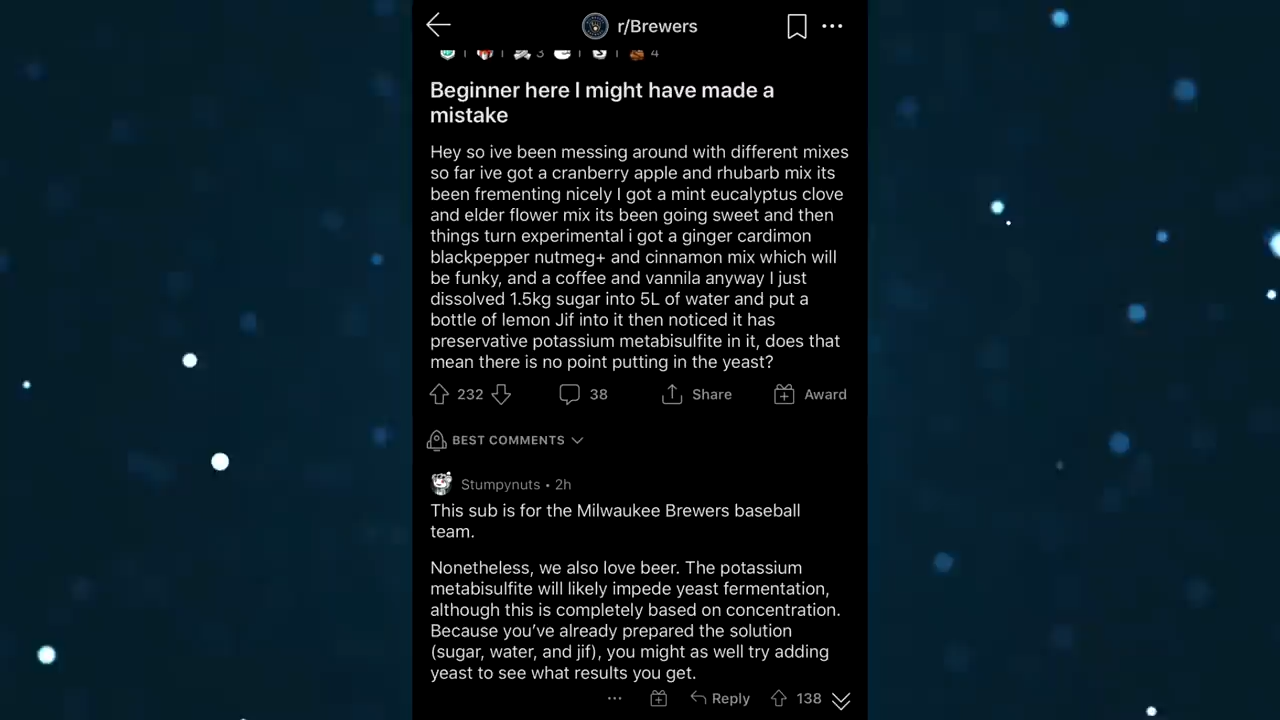 r/Brewers
1 1 3 1 1 4
Beginner here I might have made a
mistake
Hey so ive been messing around with different mixes
so far ive got a cranberry apple and rhubarb mix its
been frementing nicely I got a mint eucalyptus clove
and elder flower mix its been going sweet and then
things turn experimental i got a ginger cardimon
blackpepper nutmeg+ and cinnamon mix which will
be funky, and a coffee and vannila anyway I just
dissolved 1.5kg sugar into 5L of water and put a
bottle of lemon Jif into it then noticed it has
preservative potassium metabisulfite in it, does that
mean there is no point putting in the yeast?
232 38 Share Award
BEST COMMENTS
Stumpynuts • 2h
This sub is for the Milwaukee Brewers baseball
team.
Nonetheless, we also love beer. The potassium
metabisulfite will likely impede yeast fermentation,
although this is completely based on concentration.
Because you’ve already prepared the solution
(sugar, water, and jif), you might as well try adding
yeast to see what results you get.
Reply 138